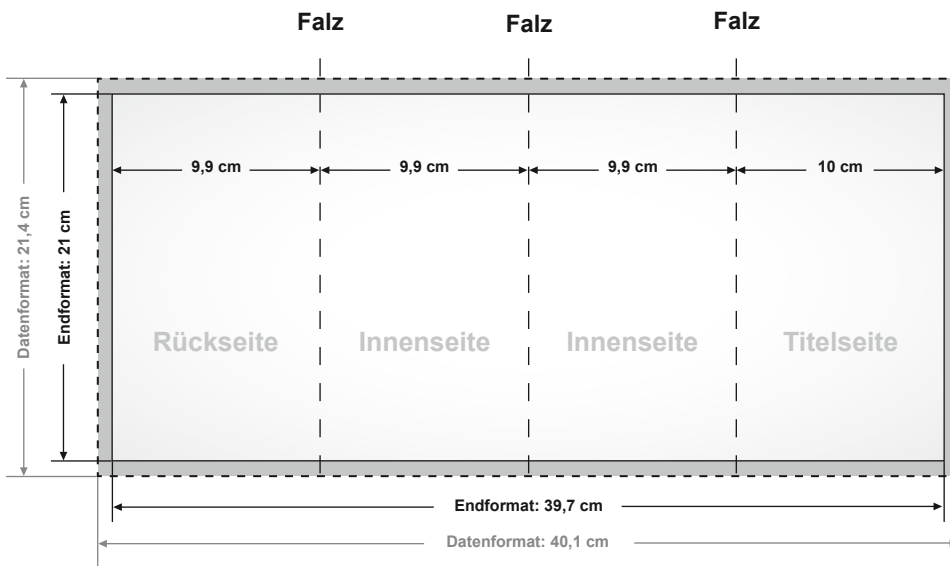 Falz
Falz
Falz
9,9 cm
9,9 cm
9,9 cm
10 cm
Datenformat: 21,4 cm
Endformat: 21 cm
Rückseite
Innenseite
Innenseite
Titelseite
Endformat: 39,7 cm
Datenformat: 40,1 cm